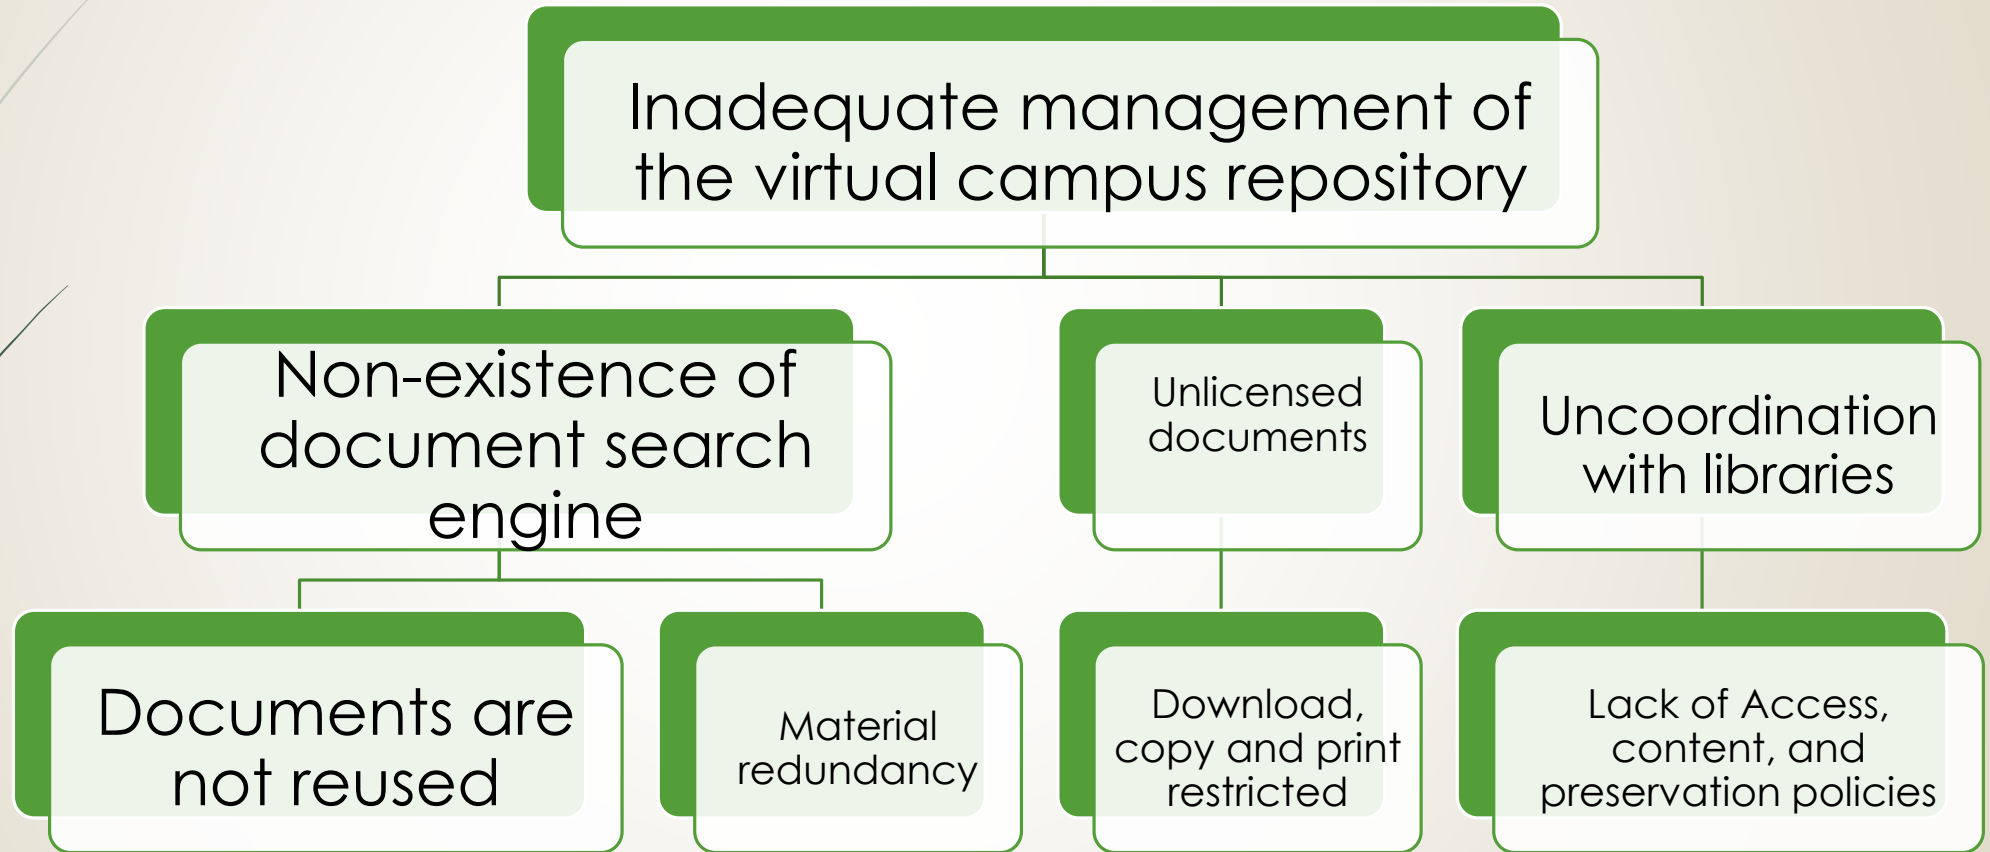 Inadequate management of
the virtual campus repository
Non-existence of
document search
engine
Unlicensed
documents
Uncoordination
with libraries
Documents are
not reused
Material
redundancy
Download,
copy and print
restricted
Lack of Access,
content, and
preservation policies